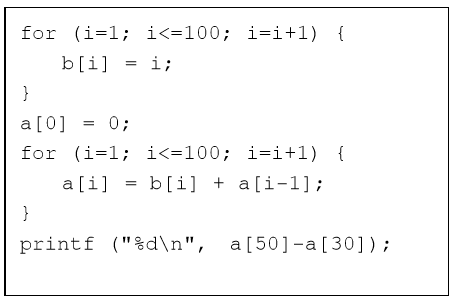 for (i=1; i<=100; i=i+1) {
b[i] = i;
}
a[0] = 0;
for (i=1; i<=100; i=i+1) {
a[i] = b[i] + a[i-1];
}
printf ("%d\n", a[50]-a[30]);